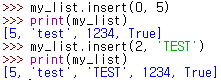 >>> my_list.insert(0, 5)
>>> print(my_list)
[5, 'test', 1234, True]
>>> my_list.insert(2, 'TEST')
>>> print(my_list)
[5, 'test', 'TEST', 1234, True]